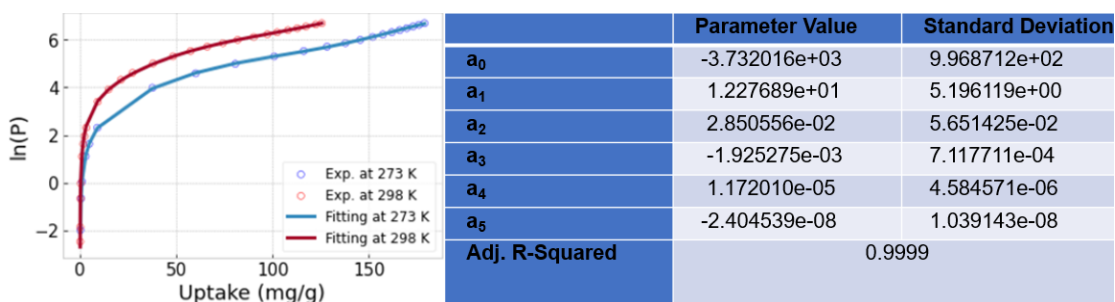 ln(P)
6
4
2
0
−2
0
50
100
150
Uptake (mg/g)
Exp. at 273 K
Exp. at 298 K
Fitting at 273 K
Fitting at 298 K
Parameter Value Standard Deviation
a₀ -3.732016e+03 9.968712e+02
a₁ 1.227689e+01 5.196119e+00
a₂ 2.850556e-02 5.651425e-02
a₃ -1.925275e-03 7.117711e-04
a₄ 1.172010e-05 4.584571e-06
a₅ -2.404539e-08 1.039143e-08
Adj. R-Squared 0.9999